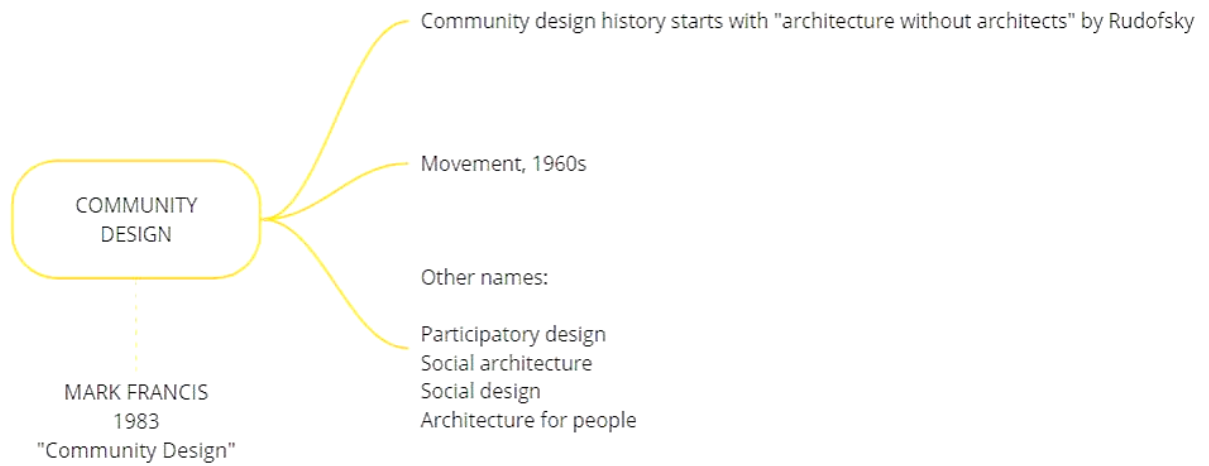 Community design history starts with "architecture without architects" by Rudofsky
Movement, 1960s
COMMUNITY
DESIGN
Other names:
Participatory design
Social architecture
Social design
Architecture for people
MARK FRANCIS
1983
"Community Design"